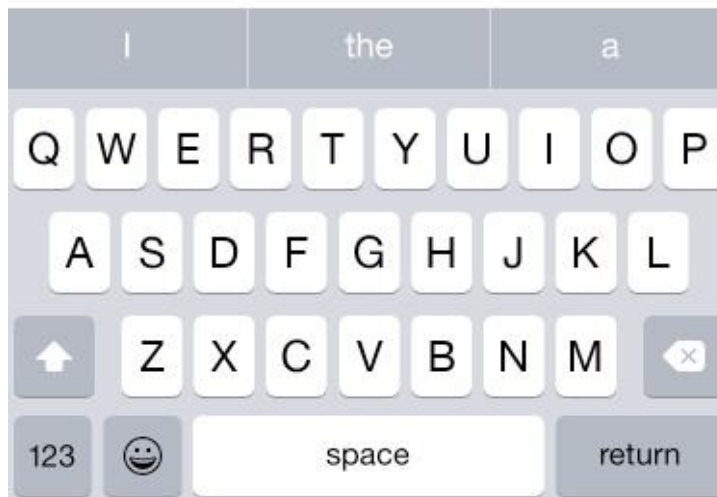 I the a
Q W E R T Y U I O P
A S D F G H J K L
Z X C V B N M
123 space return